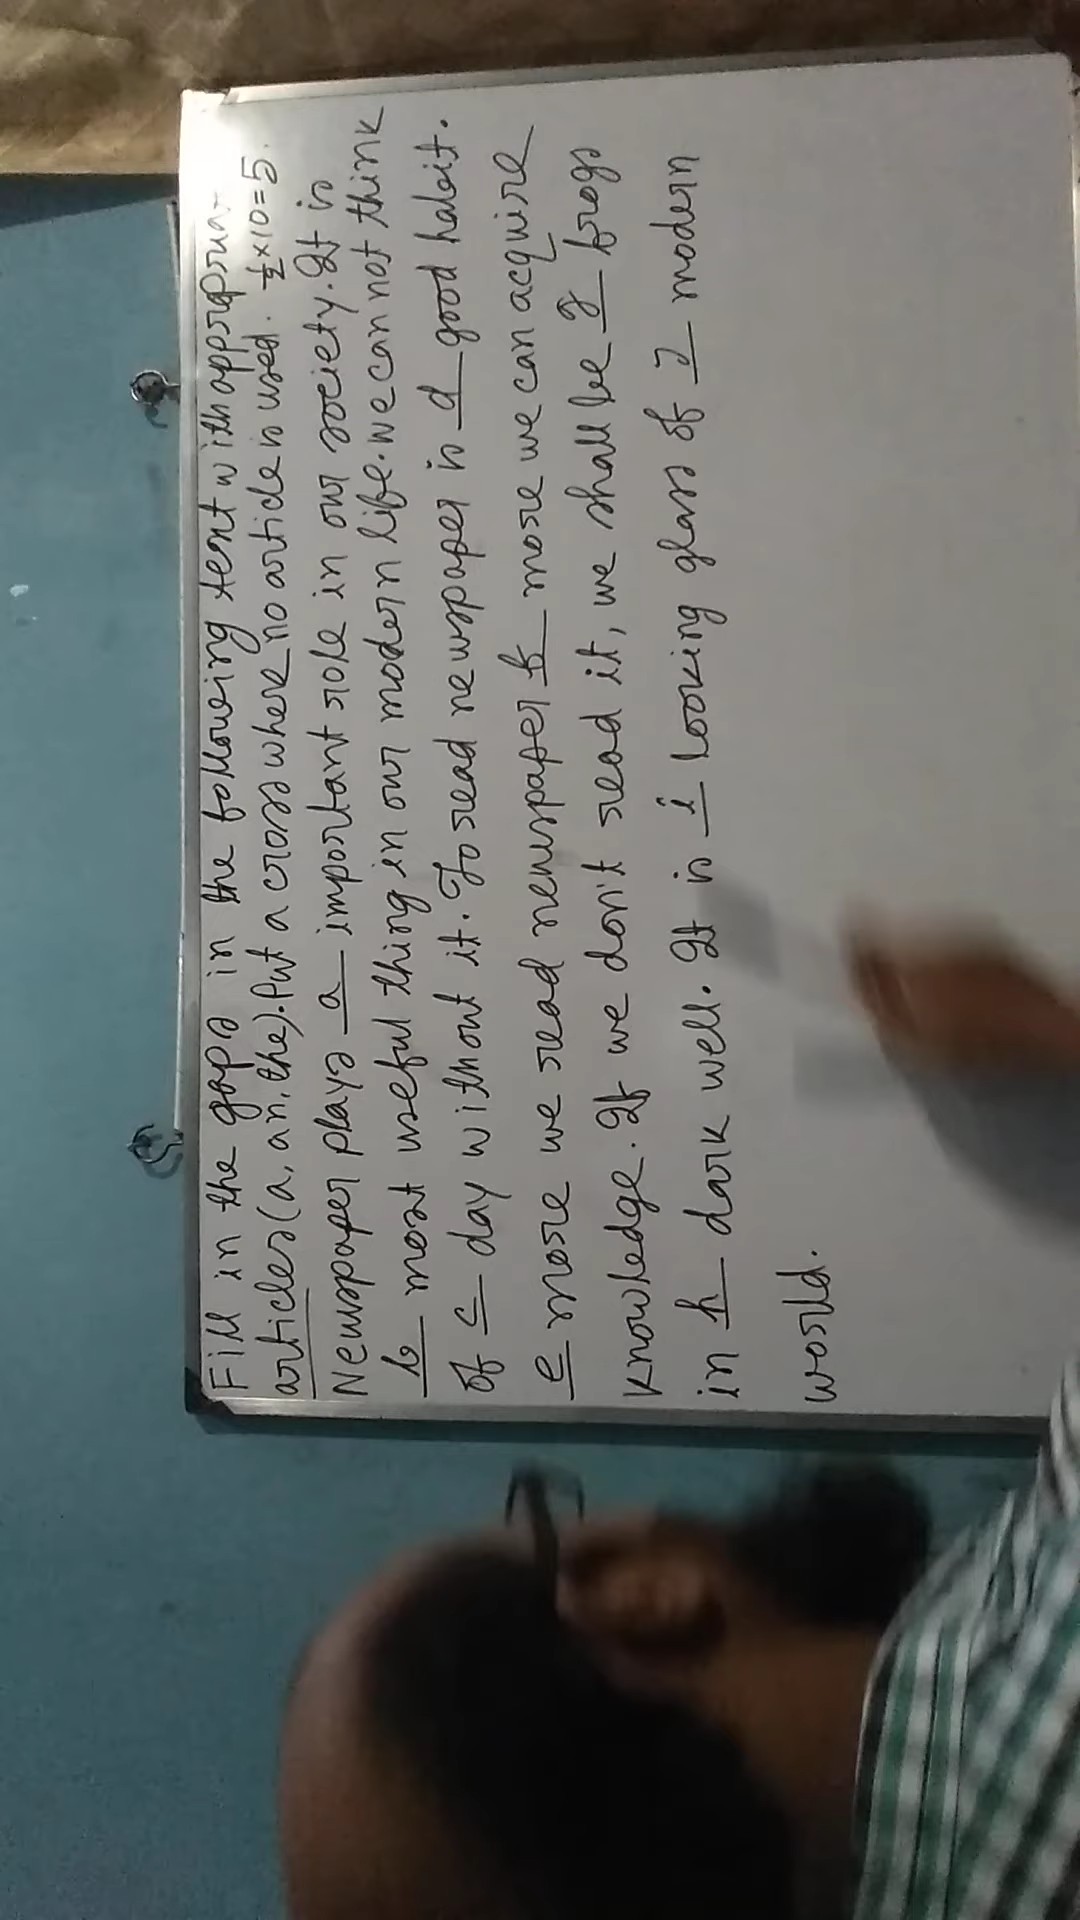 Fill in the gaps in the following text with appropria-
articles (a, an, the). Put a cross where no article is used. ½×10=5.
Newspaper plays a important role in our society. It is
b most useful thing in our modern life. we can not think
of c day without it. To read newspaper is d good habit.
e more we read newspaper f more we can acquire
knowledge. If we don't read it, we shall be g frogs
in h dark well. It is i looking glass of j modern
world.